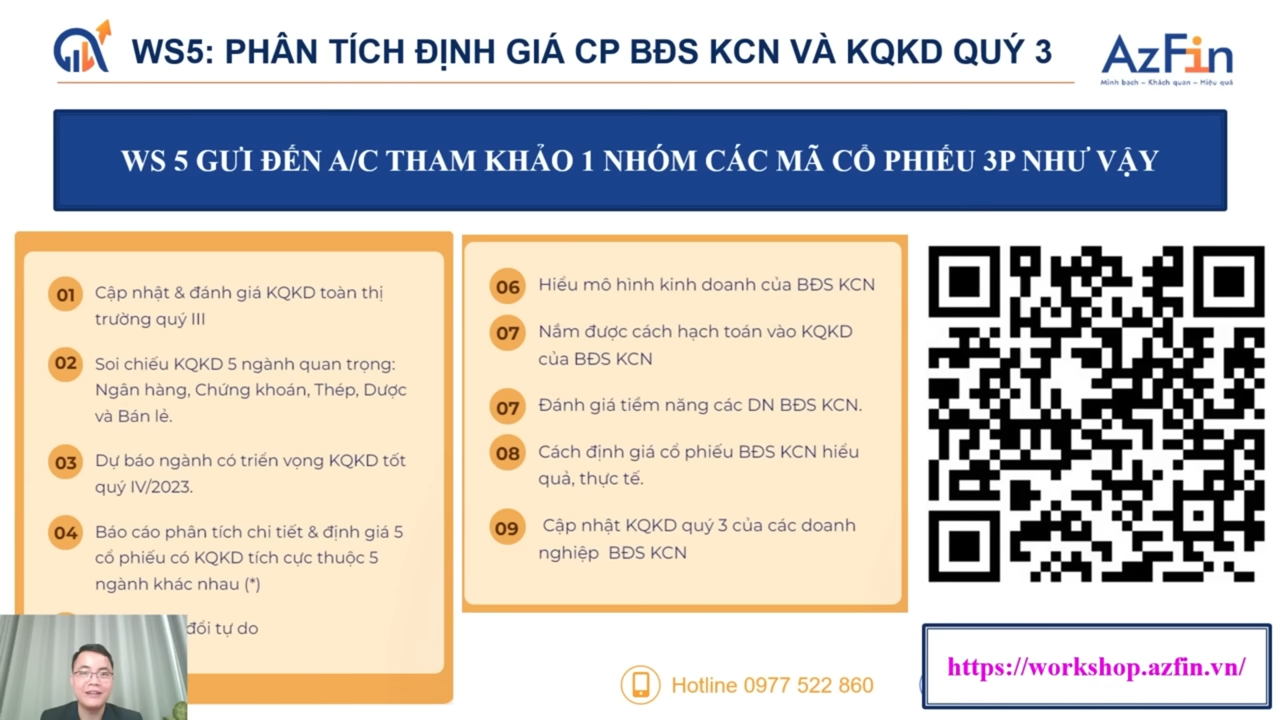 WS5: PHÂN TÍCH ĐỊNH GIÁ CP BĐS KCN VÀ KQKD QUÝ 3
AzFin
Minh bạch – Khách quan – Hiệu quả
WS 5 GỬI ĐẾN A/C THAM KHẢO 1 NHÓM CÁC MÃ CỔ PHIẾU 3P NHƯ VẬY
01 Cập nhật & đánh giá KQKD toàn thị
trường quý III
02 Soi chiếu KQKD 5 ngành quan trọng:
Ngân hàng, Chứng khoán, Thép, Dược
và Bán lẻ.
03 Dự báo ngành có triển vọng KQKD tốt
quý IV/2023.
04 Báo cáo phân tích chi tiết & định giá 5
cổ phiếu có KQKD tích cực thuộc 5
ngành khác nhau (*)
đổi tự do
06 Hiểu mô hình kinh doanh của BĐS KCN
07 Nắm được cách hạch toán vào KQKD
của BĐS KCN
07 Đánh giá tiềm năng các DN BĐS KCN.
08 Cách định giá cổ phiếu BĐS KCN hiểu
quả, thực tế.
09 Cập nhật KQKD quý 3 của các doanh
nghiệp BĐS KCN
Hotline 0977 522 860
https://workshop.azfin.vn/